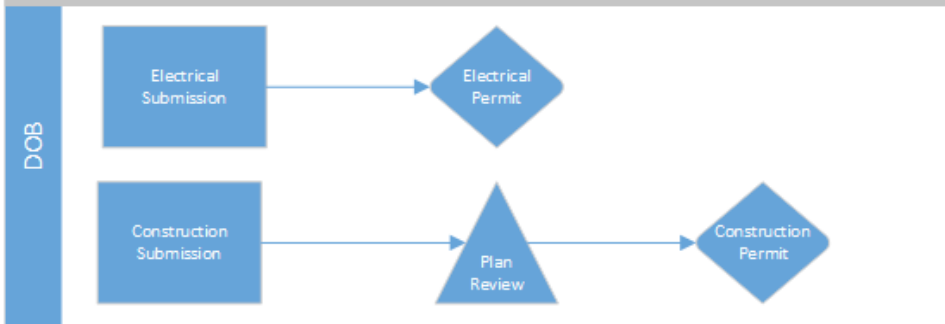 DOB
Electrical
Submission
Electrical
Permit
Construction
Submission
Plan
Review
Construction
Permit